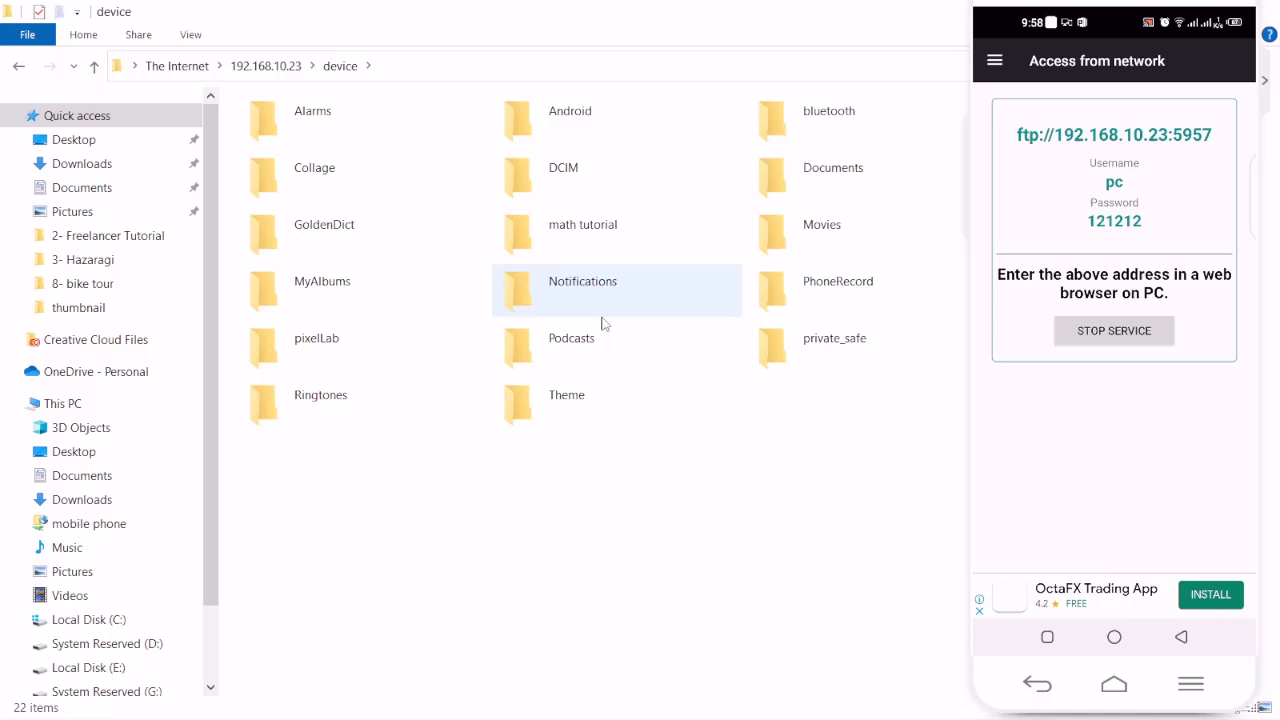 device
File
Home
Share
View
The Internet
192.168.10.23
device
Quick access
Desktop
Downloads
Documents
Pictures
2- Freelancer Tutorial
3- Hazaragi
8- bike tour
thumbnail
Creative Cloud Files
OneDrive - Personal
This PC
3D Objects
Desktop
Documents
Downloads
mobile phone
Music
Pictures
Videos
Local Disk (C:)
System Reserved (D:)
Local Disk (E:)
System Reserved (G:)
22 items
Alarms
Android
bluetooth
Collage
DCIM
Documents
GoldenDict
math tutorial
Movies
MyAlbums
Notifications
PhoneRecord
pixelLab
Podcasts
private_safe
Ringtones
Theme
9:58
Access from network
ftp://192.168.10.23:5957
Username
pc
Password
121212
Enter the above address in a web
browser on PC.
STOP SERVICE
OctaFX Trading App
4.2 ★ FREE
INSTALL